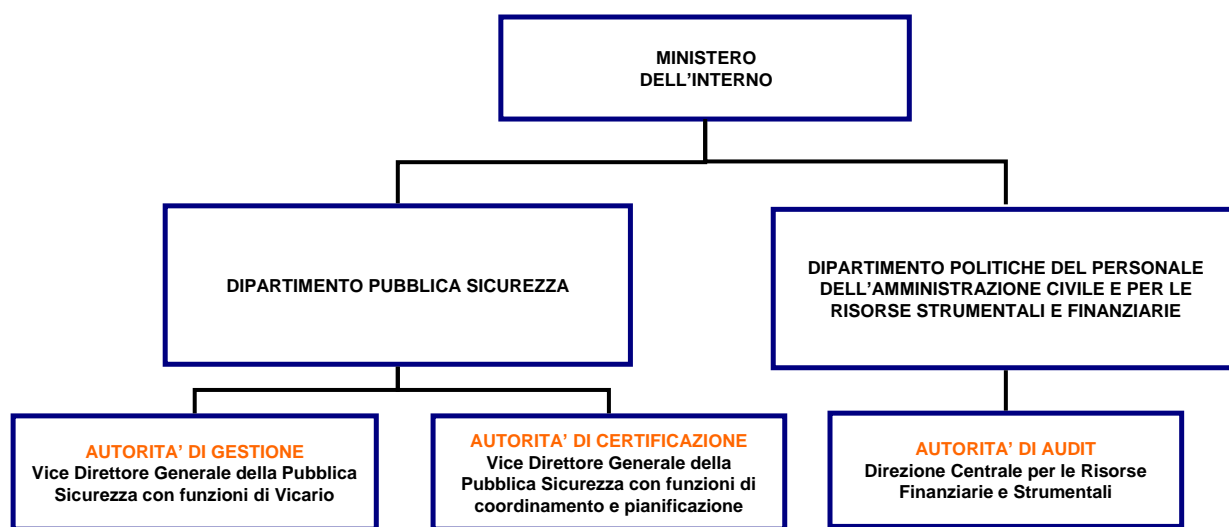 MINISTERO
DELL’INTERNO
DIPARTIMENTO PUBBLICA SICUREZZA
DIPARTIMENTO POLITICHE DEL PERSONALE
DELL’AMMINISTRAZIONE CIVILE E PER LE
RISORSE STRUMENTALI E FINANZIARIE
AUTORITA’ DI GESTIONE
Vice Direttore Generale della Pubblica
Sicurezza con funzioni di Vicario
AUTORITA’ DI CERTIFICAZIONE
Vice Direttore Generale della
Pubblica Sicurezza con funzioni di
coordinamento e pianificazione
AUTORITA’ DI AUDIT
Direzione Centrale per le Risorse
Finanziarie e Strumentali